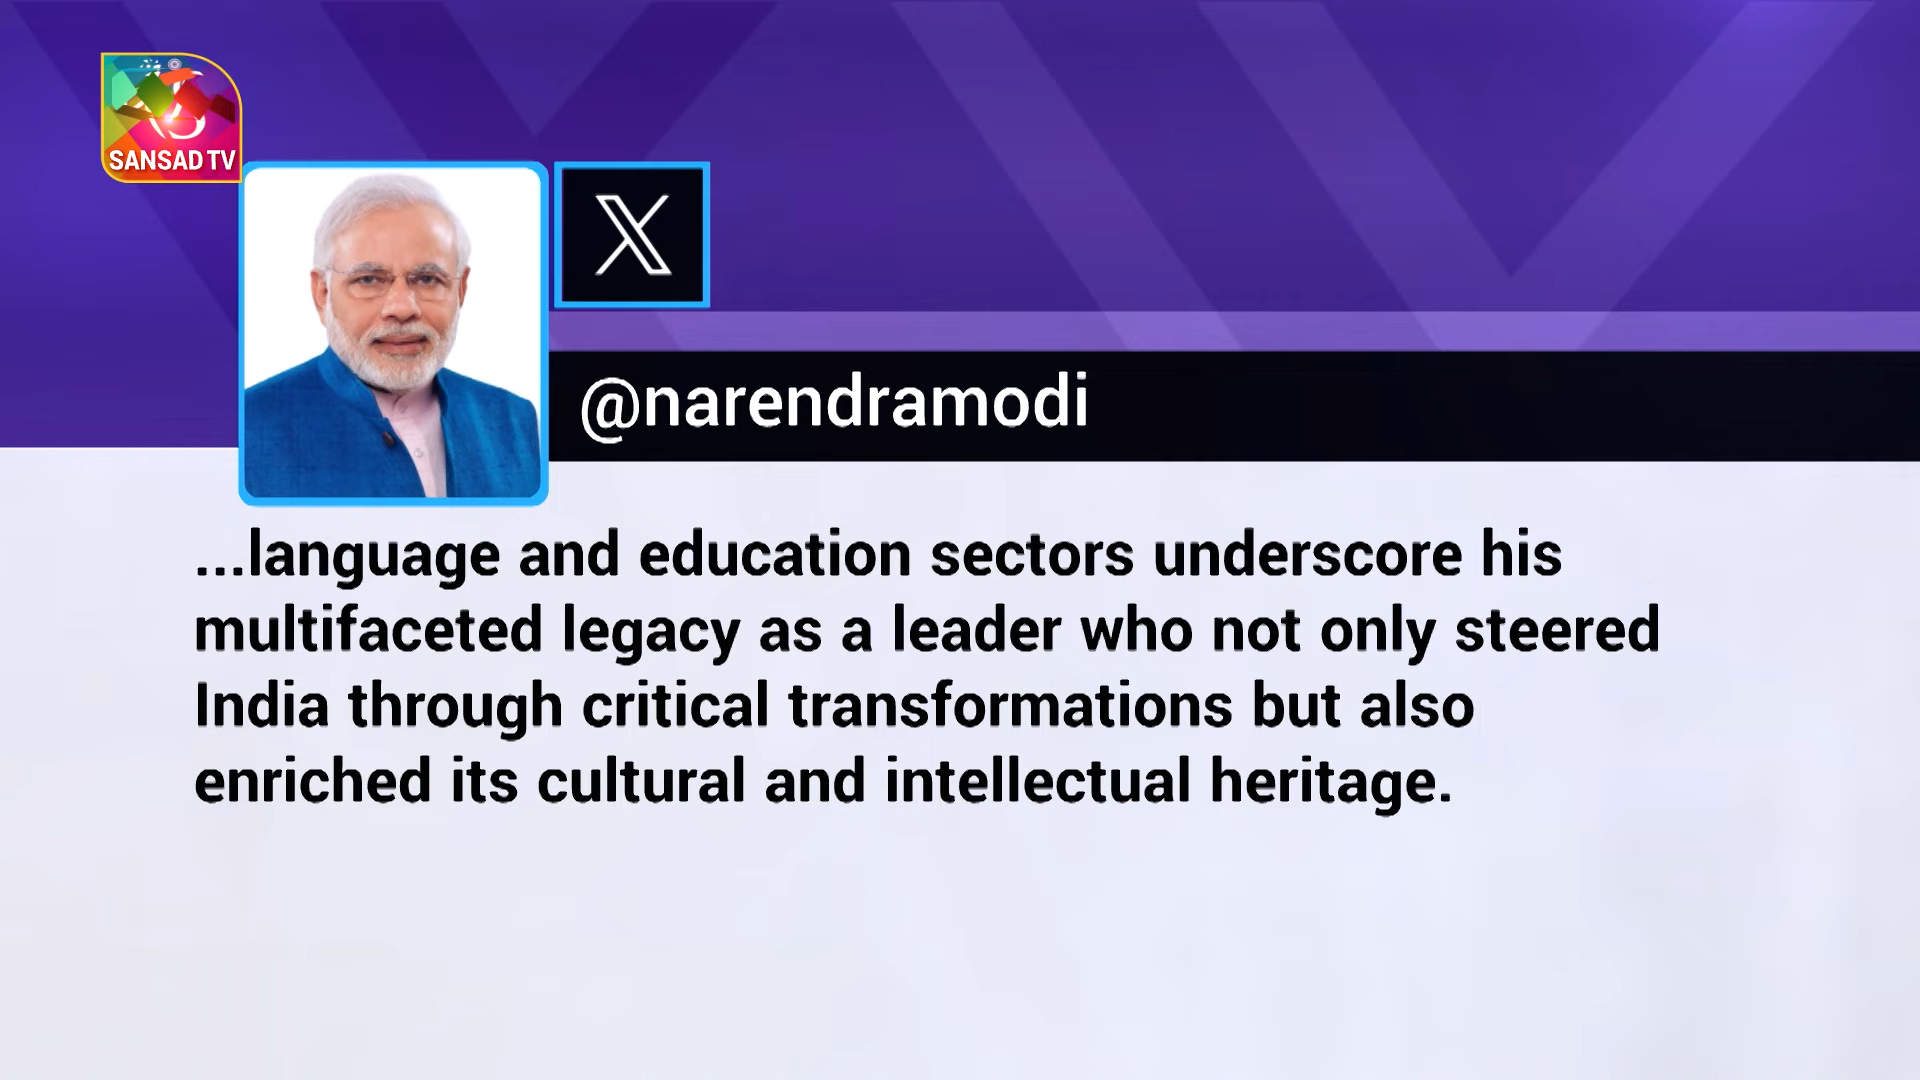 SANSAD TV
@narendramodi
...language and education sectors underscore his
multifaceted legacy as a leader who not only steered
India through critical transformations but also
enriched its cultural and intellectual heritage.